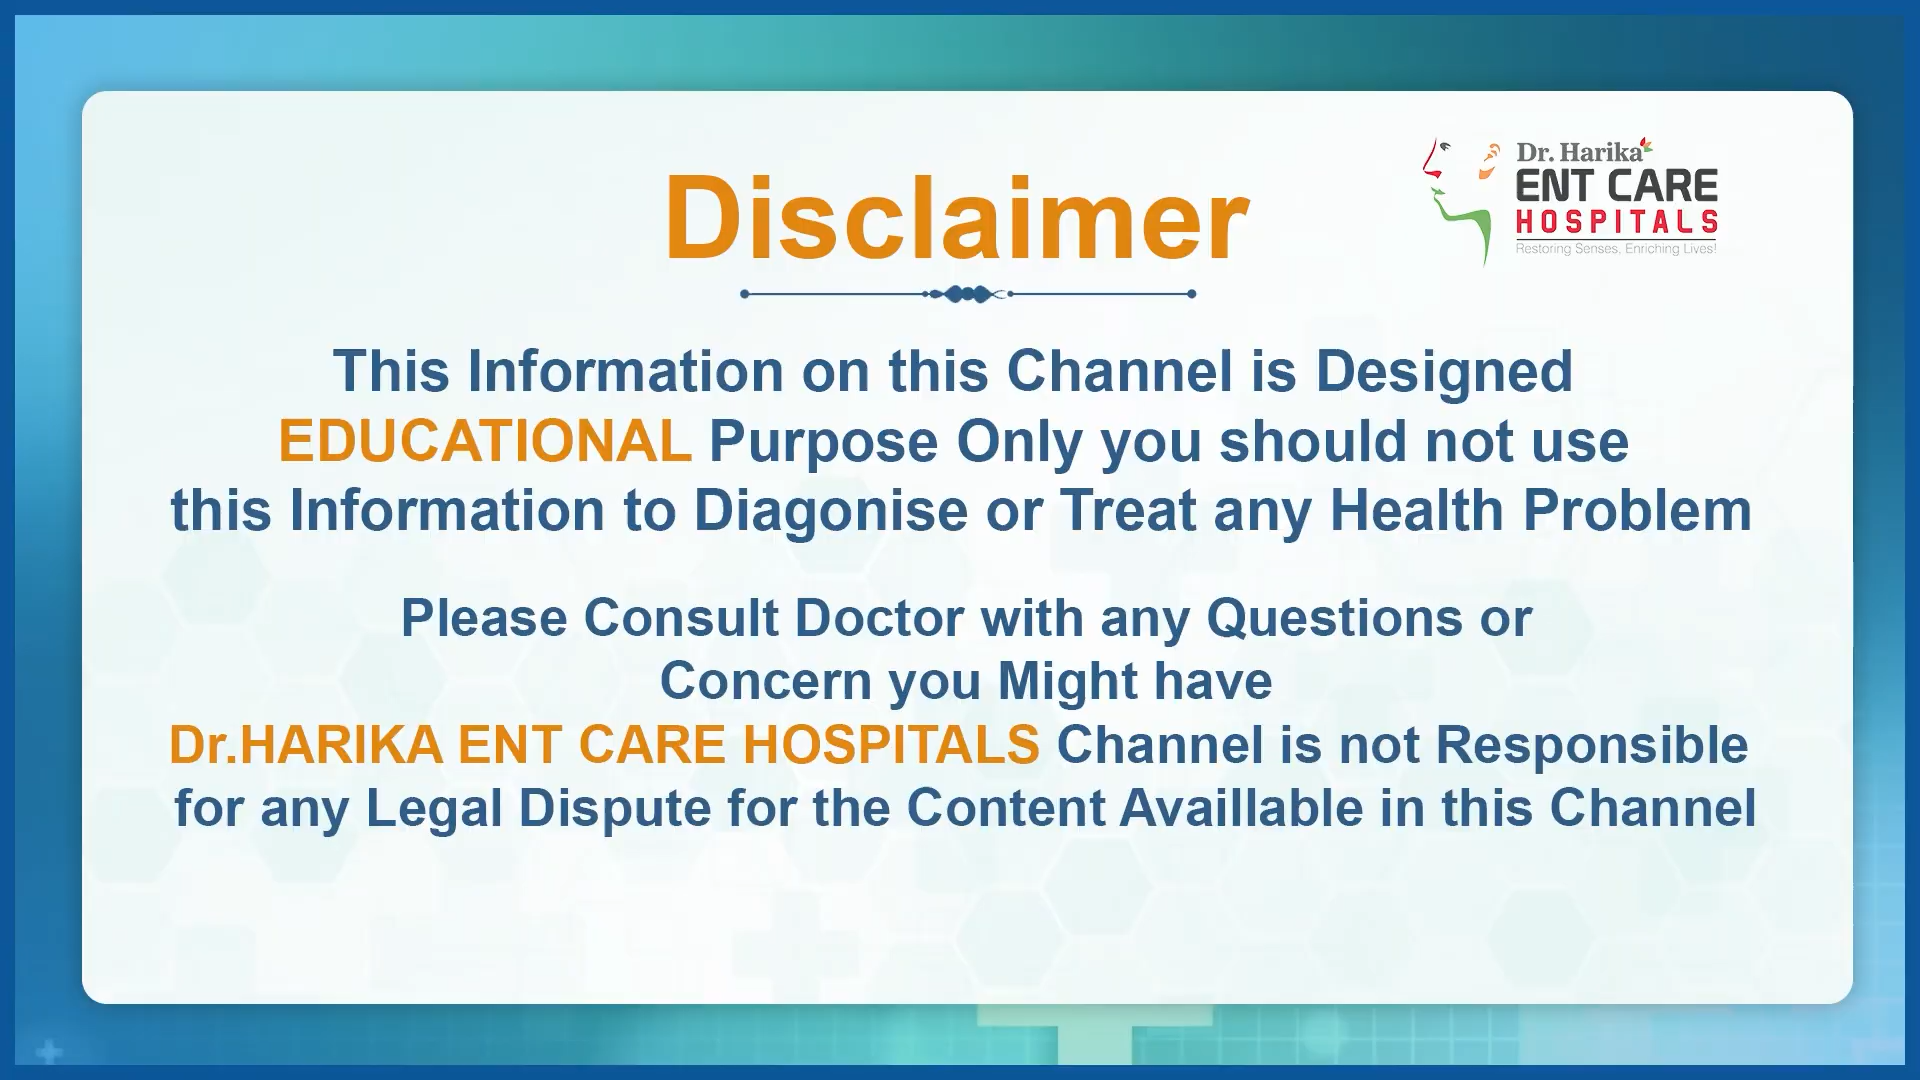 Dr. Harika
ENT CARE
HOSPITALS
Restoring Senses, Enriching Lives!
Disclaimer
This Information on this Channel is Designed
EDUCATIONAL Purpose Only you should not use
this Information to Diagonise or Treat any Health Problem
Please Consult Doctor with any Questions or
Concern you Might have
Dr.HARIKA ENT CARE HOSPITALS Channel is not Responsible
for any Legal Dispute for the Content Availlable in this Channel